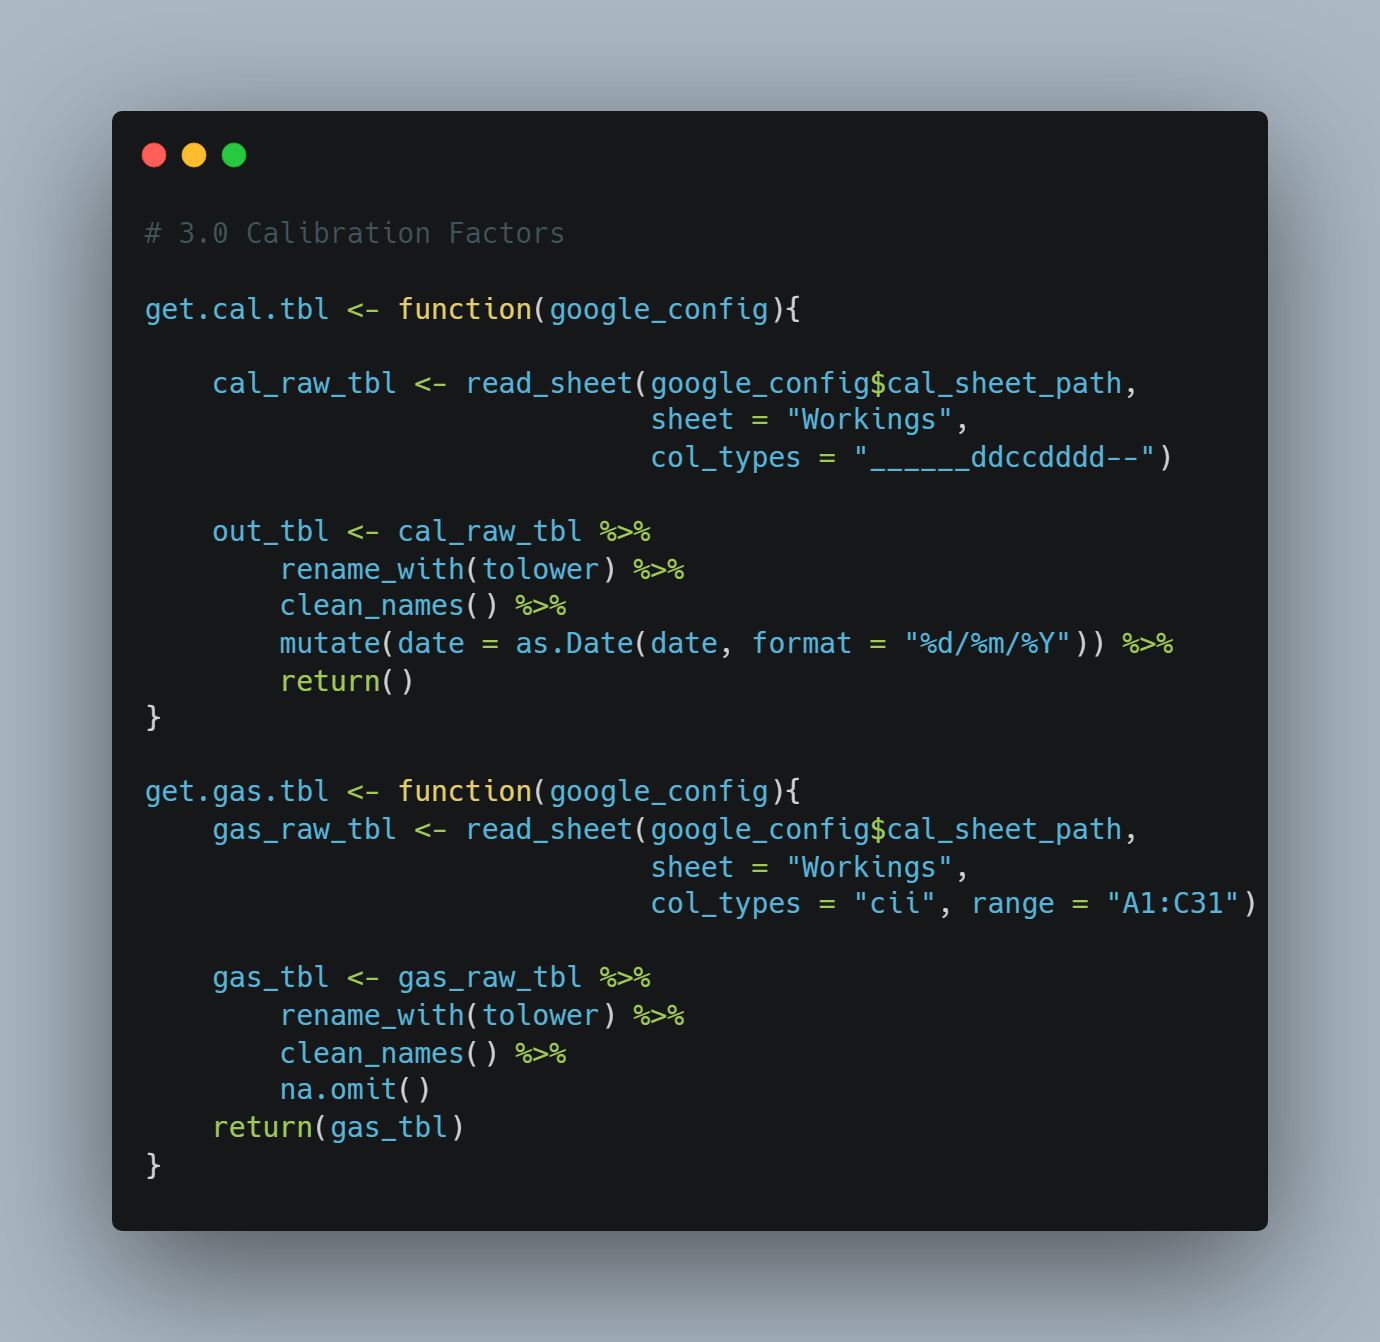 # 3.0 Calibration Factors
get.cal.tbl <- function(google_config){
cal_raw_tbl <- read_sheet(google_config$cal_sheet_path,
sheet = "Workings",
col_types = "______ddccdddd--")
out_tbl <- cal_raw_tbl %>%
rename_with(tolower) %>%
clean_names() %>%
mutate(date = as.Date(date, format = "%d/%m/%Y")) %>%
return()
}
get.gas.tbl <- function(google_config){
gas_raw_tbl <- read_sheet(google_config$cal_sheet_path,
sheet = "Workings",
col_types = "cii", range = "A1:C31")
gas_tbl <- gas_raw_tbl %>%
rename_with(tolower) %>%
clean_names() %>%
na.omit()
return(gas_tbl)
}